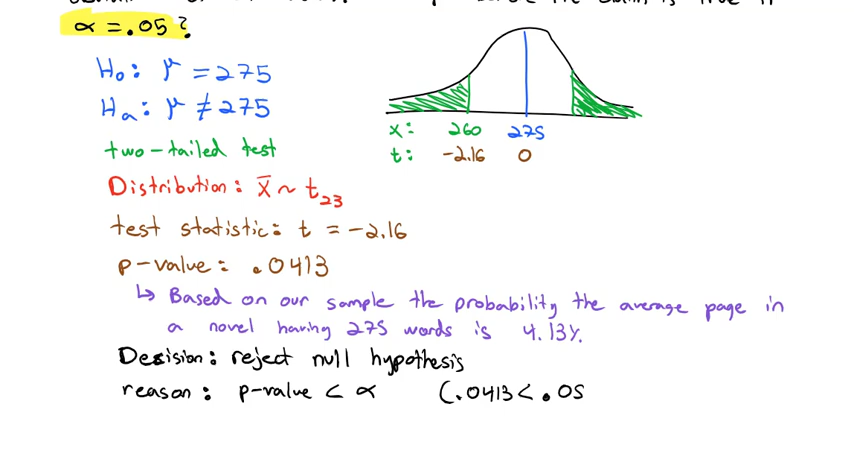 α = .05?
H₀: μ = 275
Hₐ: μ ≠ 275
two-tailed test
x: 260 275
t: -2.16 0
Distribution: x̄ ~ t₂₃
test statistic: t = -2.16
p-value: .0413
↳ Based on our sample the probability the average page in
a novel having 275 words is 4.13%.
Decision: reject null hypothesis
reason: p-value < α (.0413 < .05